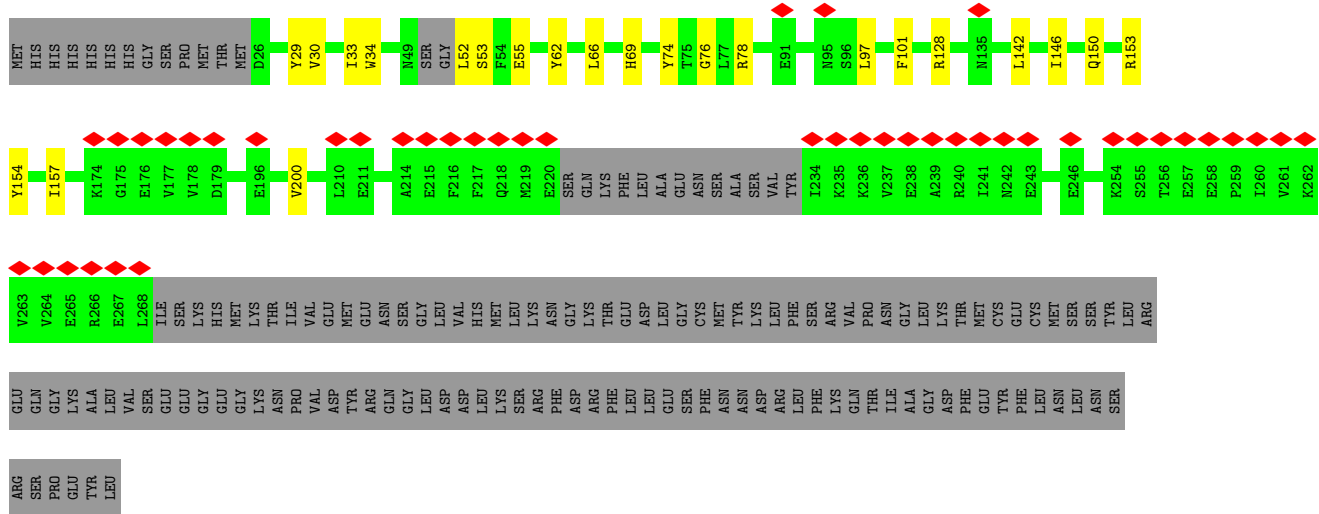 MET HIS HIS HIS HIS HIS HIS GLY SER PRO MET THR MET D26 Y29 V30 I33 W34 N49 SER GLY L52 S53 F54 E55 Y62 L66 H69 Y74 T75 G76 L77 R78 E91 N95 S96 L97 F101 R128 N135 L142 I146 Q150 R153
Y154 I157 K174 G175 E176 V177 V178 D179 E196 V200 L210 E211 A214 E215 F216 F217 Q218 M219 E220 SER GLN LYS PHE LEU ALA GLU ASN SER ALA SER VAL TYR I234 K235 K236 V237 E238 A239 R240 I241 N242 E243 E246 K254 S255 T256 E257 E258 P259 I260 V261 K262
V263 V264 E265 R266 E267 L268 ILE SER LYS HIS MET LYS THR ILE VAL GLU MET GLU ASN SER GLY LEU VAL HIS MET LEU LYS ASN GLY LYS THR GLU ASP LEU GLY CYS MET TYR LYS LEU PHE SER ARG VAL PRO ASN GLY LEU LYS THR MET CYS GLU CYS MET SER SER TYR LEU ARG
GLU GLN GLY LYS ALA LEU VAL SER GLU GLU GLY GLU GLY LYS ASN PRO VAL ASP TYR ARG GLN GLY LEU ASP ASP LEU LYS SER ARG PHE ASP ARG PHE LEU LEU GLU SER PHE ASN ASN ASP ARG LEU PHE LYS GLN THR ILE ALA GLY ASP PHE GLU TYR PHE LEU ASN LEU ASN SER
ARG SER PRO GLU TYR LEU